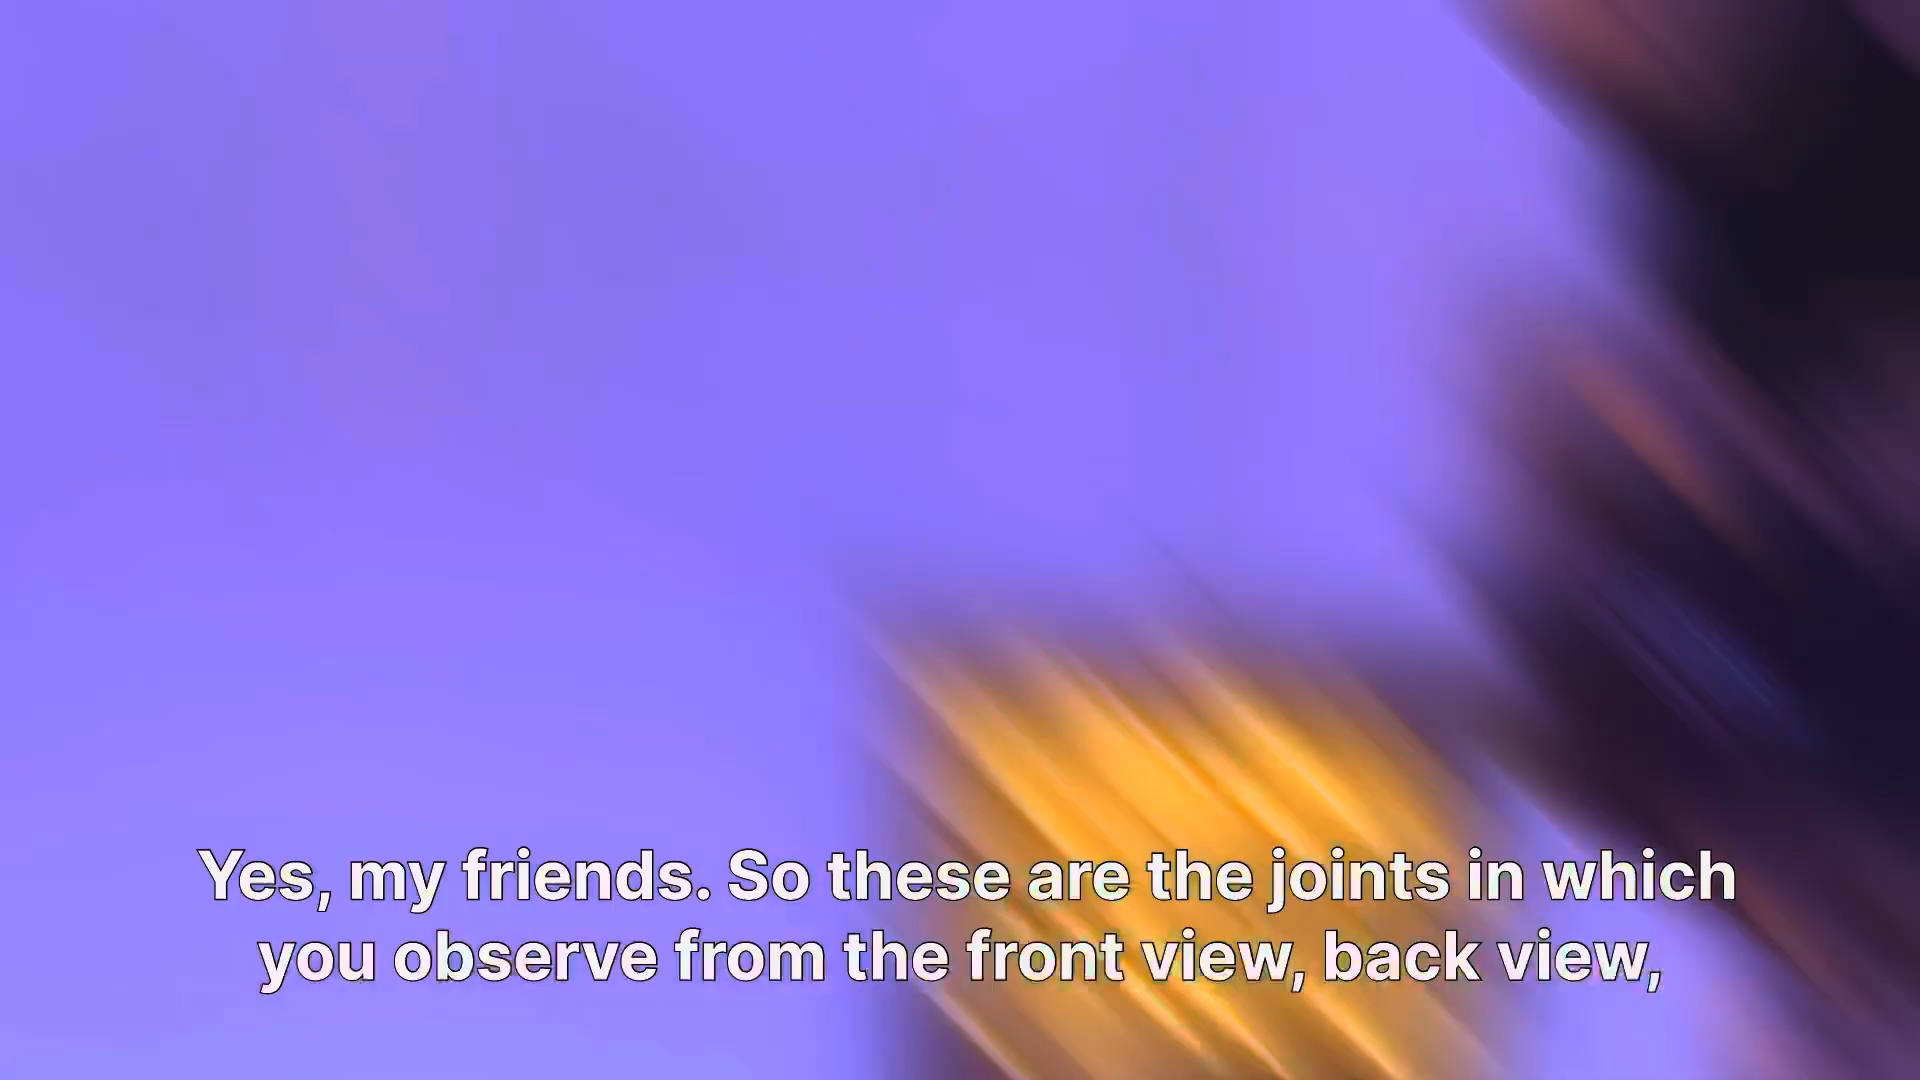 Yes, my friends. So these are the joints in which
you observe from the front view, back view,